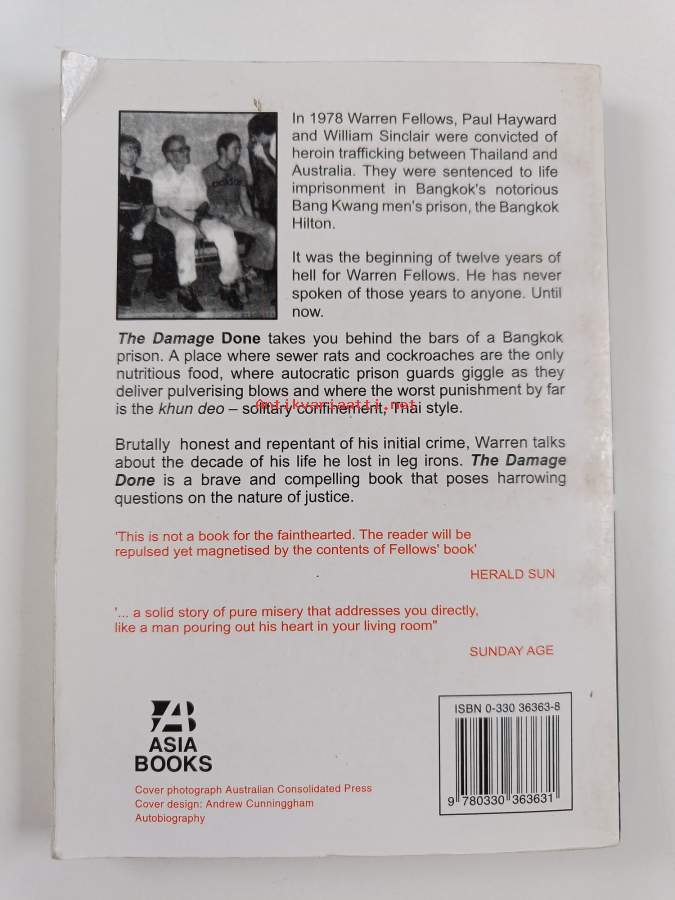 In 1978 Warren Fellows, Paul Hayward
and William Sinclair were convicted of
heroin trafficking between Thailand and
Australia. They were sentenced to life
imprisonment in Bangkok's notorious
Bang Kwang men's prison, the Bangkok
Hilton.
It was the beginning of twelve years of
hell for Warren Fellows. He has never
spoken of those years to anyone. Until
now.
The Damage Done takes you behind the bars of a Bangkok
prison. A place where sewer rats and cockroaches are the only
nutritious food, where autocratic prison guards giggle as they
deliver pulverising blows and where the worst punishment by far
is the khun deo – solitary confinement, Thai style.
Antikvariaatti.net
Brutally honest and repentant of his initial crime, Warren talks
about the decade of his life he lost in leg irons. The Damage
Done is a brave and compelling book that poses harrowing
questions on the nature of justice.
'This is not a book for the fainthearted. The reader will be
repulsed yet magnetised by the contents of Fellows' book'
HERALD SUN
'... a solid story of pure misery that addresses you directly,
like a man pouring out his heart in your living room"
SUNDAY AGE
ASIA
BOOKS
Cover photograph Australian Consolidated Press
Cover design: Andrew Cunninggham
Autobiography
ISBN 0-330 36363-8
9 780330 363631